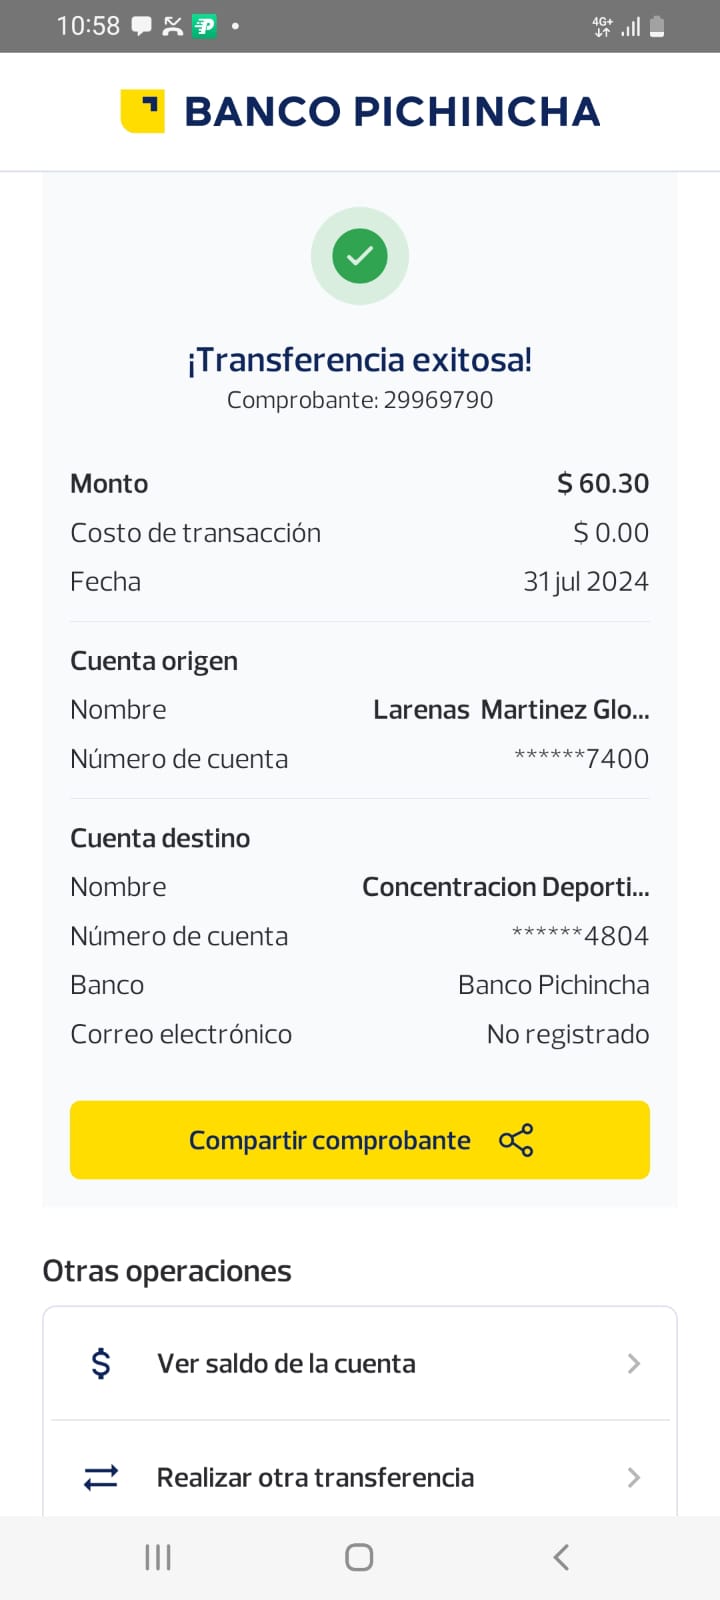 10:58
4G+
BANCO PICHINCHA
¡Transferencia exitosa!
Comprobante: 29969790
Monto $ 60.30
Costo de transacción $ 0.00
Fecha 31 jul 2024
Cuenta origen
Nombre Larenas Martinez Glo...
Número de cuenta ******7400
Cuenta destino
Nombre Concentracion Deporti...
Número de cuenta ******4804
Banco Banco Pichincha
Correo electrónico No registrado
Compartir comprobante
Otras operaciones
$ Ver saldo de la cuenta
Realizar otra transferencia